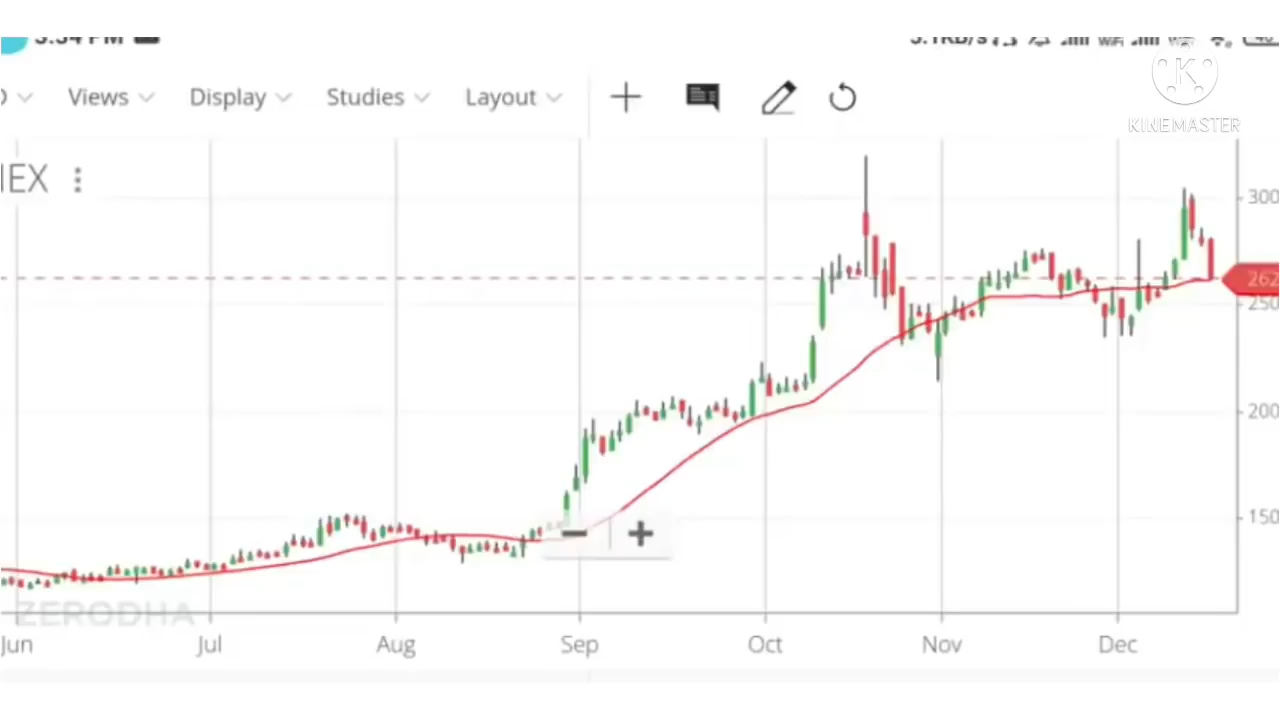 Views Display Studies Layout
KINEMASTER
IEX
300
262
250
200
150
ZERODHA
Jun Jul Aug Sep Oct Nov Dec